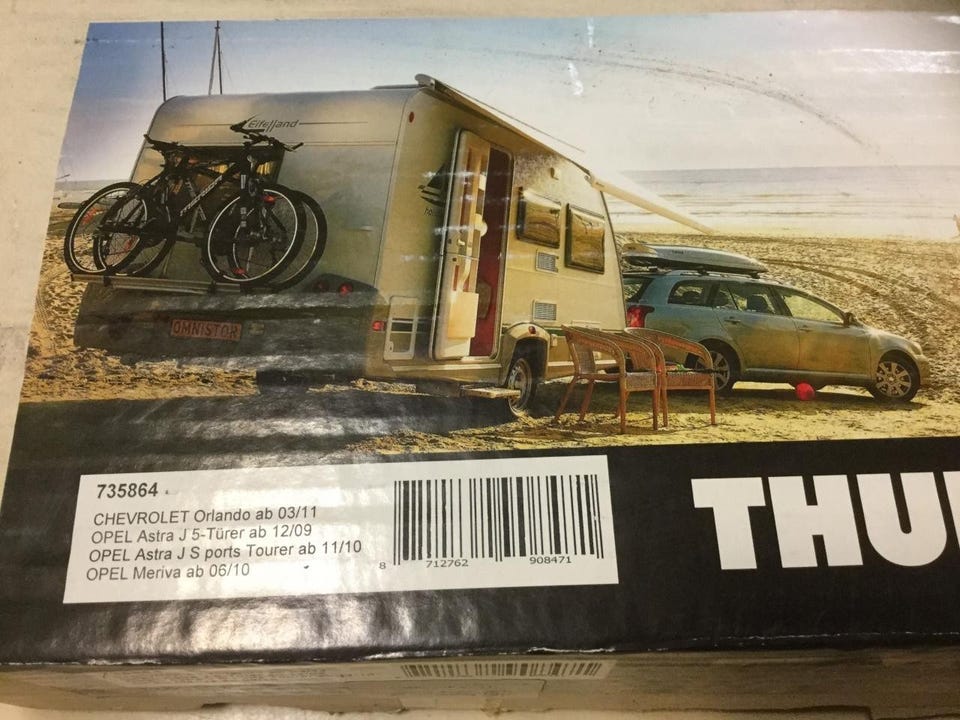 Eifelland
OMNISTOR
735864
CHEVROLET Orlando ab 03/11
OPEL Astra J 5-Türer ab 12/09
OPEL Astra J S ports Tourer ab 11/10
OPEL Meriva ab 06/10
8 712762 908471
THU